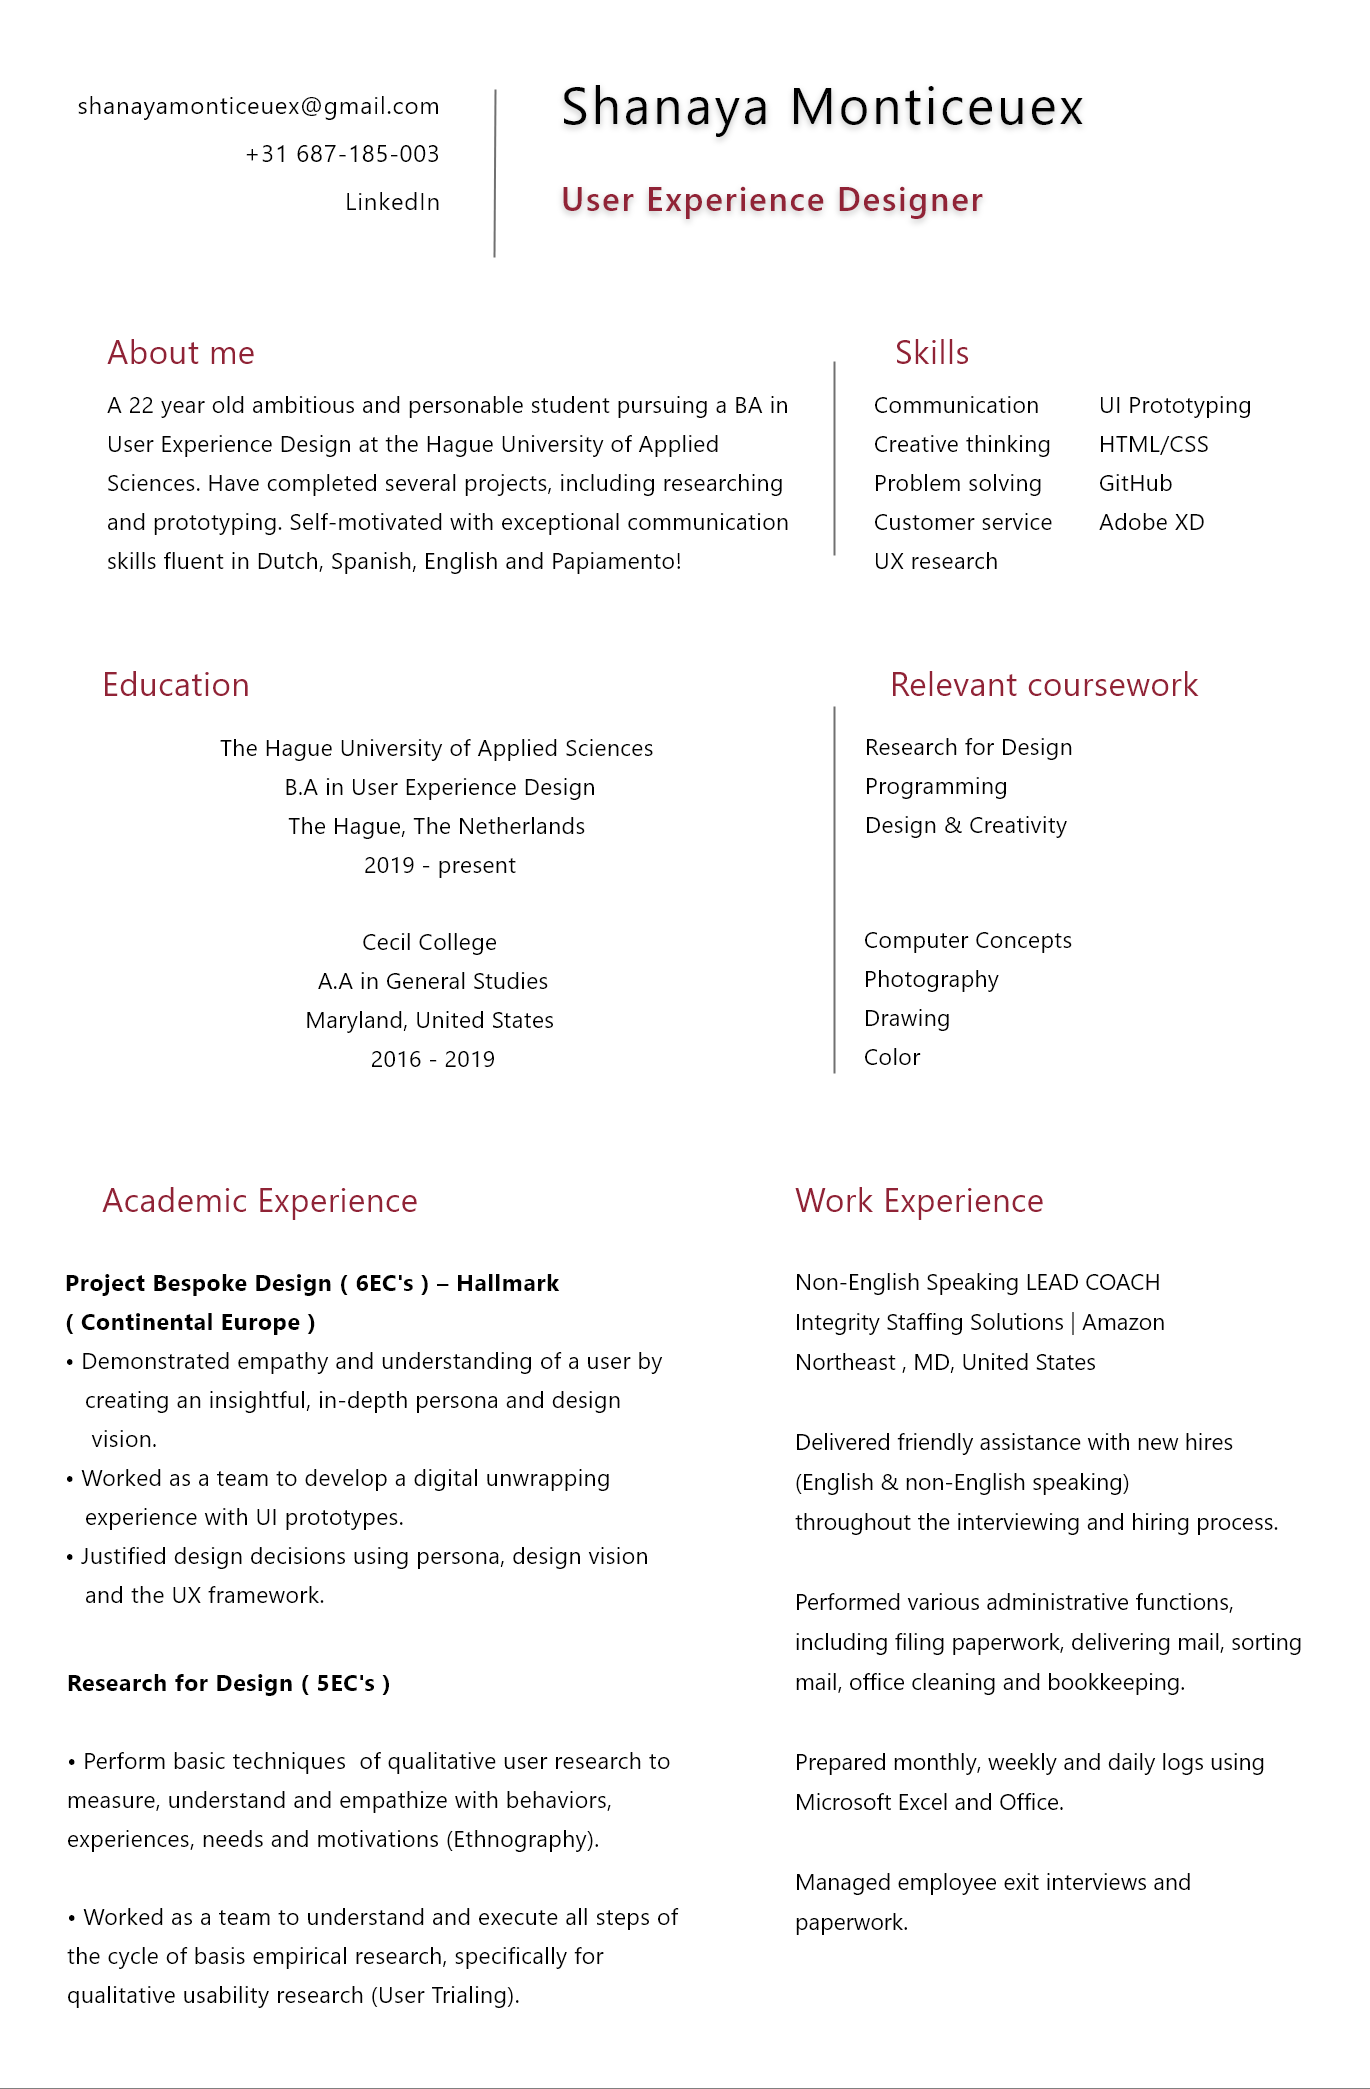 shanayamonticeuex@gmail.com
+31 687-185-003
LinkedIn
Shanaya Monticeuex
User Experience Designer
About me
A 22 year old ambitious and personable student pursuing a BA in
User Experience Design at the Hague University of Applied
Sciences. Have completed several projects, including researching
and prototyping. Self-motivated with exceptional communication
skills fluent in Dutch, Spanish, English and Papiamento!
Skills
Communication
Creative thinking
Problem solving
Customer service
UX research
UI Prototyping
HTML/CSS
GitHub
Adobe XD
Education
The Hague University of Applied Sciences
B.A in User Experience Design
The Hague, The Netherlands
2019 - present
Cecil College
A.A in General Studies
Maryland, United States
2016 - 2019
Relevant coursework
Research for Design
Programming
Design & Creativity
Computer Concepts
Photography
Drawing
Color
Academic Experience
Project Bespoke Design ( 6EC's ) – Hallmark
( Continental Europe )
• Demonstrated empathy and understanding of a user by
creating an insightful, in-depth persona and design
vision.
• Worked as a team to develop a digital unwrapping
experience with UI prototypes.
• Justified design decisions using persona, design vision
and the UX framework.
Research for Design ( 5EC's )
• Perform basic techniques  of qualitative user research to
measure, understand and empathize with behaviors,
experiences, needs and motivations (Ethnography).
• Worked as a team to understand and execute all steps of
the cycle of basis empirical research, specifically for
qualitative usability research (User Trialing).
Work Experience
Non-English Speaking LEAD COACH
Integrity Staffing Solutions | Amazon
Northeast , MD, United States
Delivered friendly assistance with new hires
(English & non-English speaking)
throughout the interviewing and hiring process.
Performed various administrative functions,
including filing paperwork, delivering mail, sorting
mail, office cleaning and bookkeeping.
Prepared monthly, weekly and daily logs using
Microsoft Excel and Office.
Managed employee exit interviews and
paperwork.